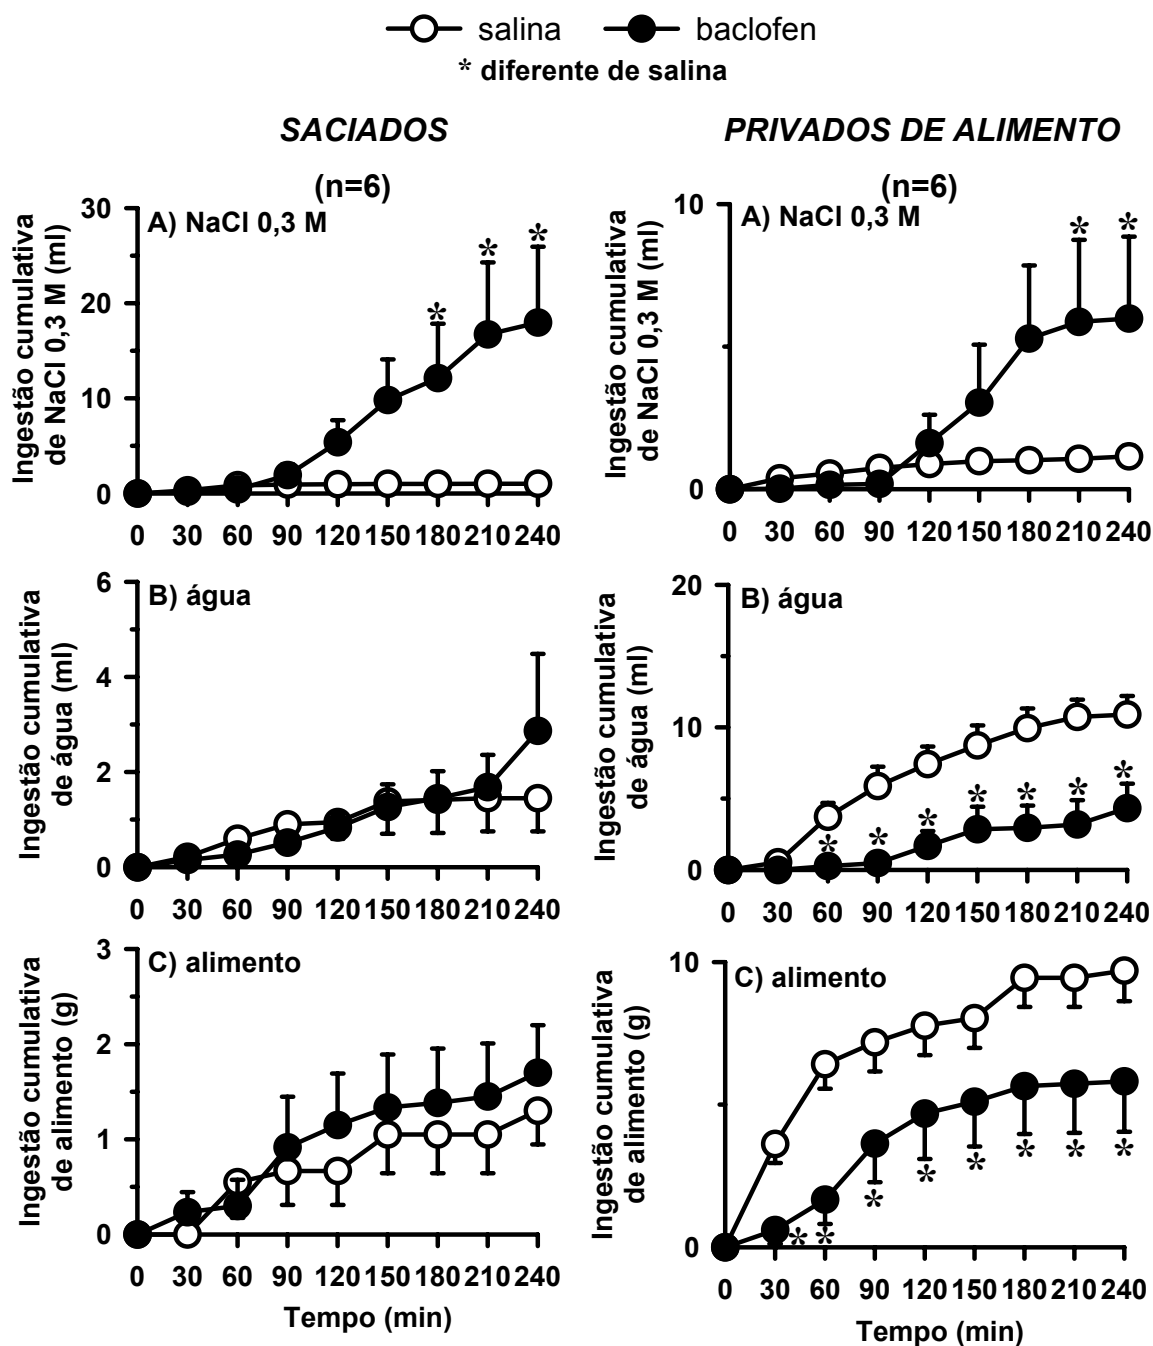 salina baclofen
* diferente de salina
SACIADOS
(n=6)
Ingestão cumulativa
de NaCl 0,3 M (ml)
A) NaCl 0,3 M
30
20
10
0
* * *
0 30 60 90 120 150 180 210 240
Ingestão cumulativa
de água (ml)
B) água
6
4
2
0
0 30 60 90 120 150 180 210 240
Ingestão cumulativa
de alimento (g)
C) alimento
3
2
1
0
0 30 60 90 120 150 180 210 240
Tempo (min)
PRIVADOS DE ALIMENTO
(n=6)
Ingestão cumulativa
de NaCl 0,3 M (ml)
A) NaCl 0,3 M
10
0
* *
0 30 60 90 120 150 180 210 240
Ingestão cumulativa
de água (ml)
B) água
20
10
0
* * * * * * *
0 30 60 90 120 150 180 210 240
Ingestão cumulativa
de alimento (g)
C) alimento
10
0
* * * * * * * *
0 30 60 90 120 150 180 210 240
Tempo (min)